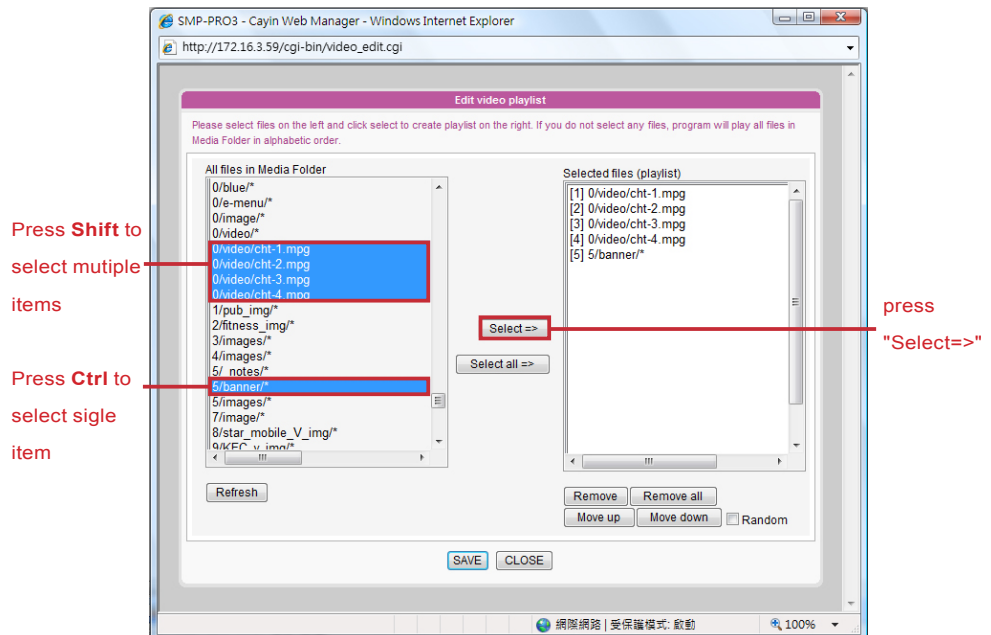 SMP-PRO3 - Cayin Web Manager - Windows Internet Explorer
http://172.16.3.59/cgi-bin/video_edit.cgi
Edit video playlist
Please select files on the left and click select to create playlist on the right. If you do not select any files, program will play all files in
Media Folder in alphabetic order.
All files in Media Folder
0/blue/*
0/e-menu/*
0/image/*
0/video/*
0/video/cht-1.mpg
0/video/cht-2.mpg
0/video/cht-3.mpg
0/video/cht-4.mpg
1/pub_img/*
2/fitness_img/*
3/images/*
4/images/*
5/_notes/*
5/banner/*
5/images/*
7/image/*
8/star_mobile_V_img/*
9/KFC_v_img/*
Refresh
Press Shift to
select mutiple
items
Press Ctrl to
select sigle
item
Select =>
Select all =>
press
"Select=>"
Selected files (playlist)
[1] 0/video/cht-1.mpg
[2] 0/video/cht-2.mpg
[3] 0/video/cht-3.mpg
[4] 0/video/cht-4.mpg
[5] 5/banner/*
Remove
Remove all
Move up
Move down
Random
SAVE
CLOSE
網際網路 | 受保護模式: 啟動
100%